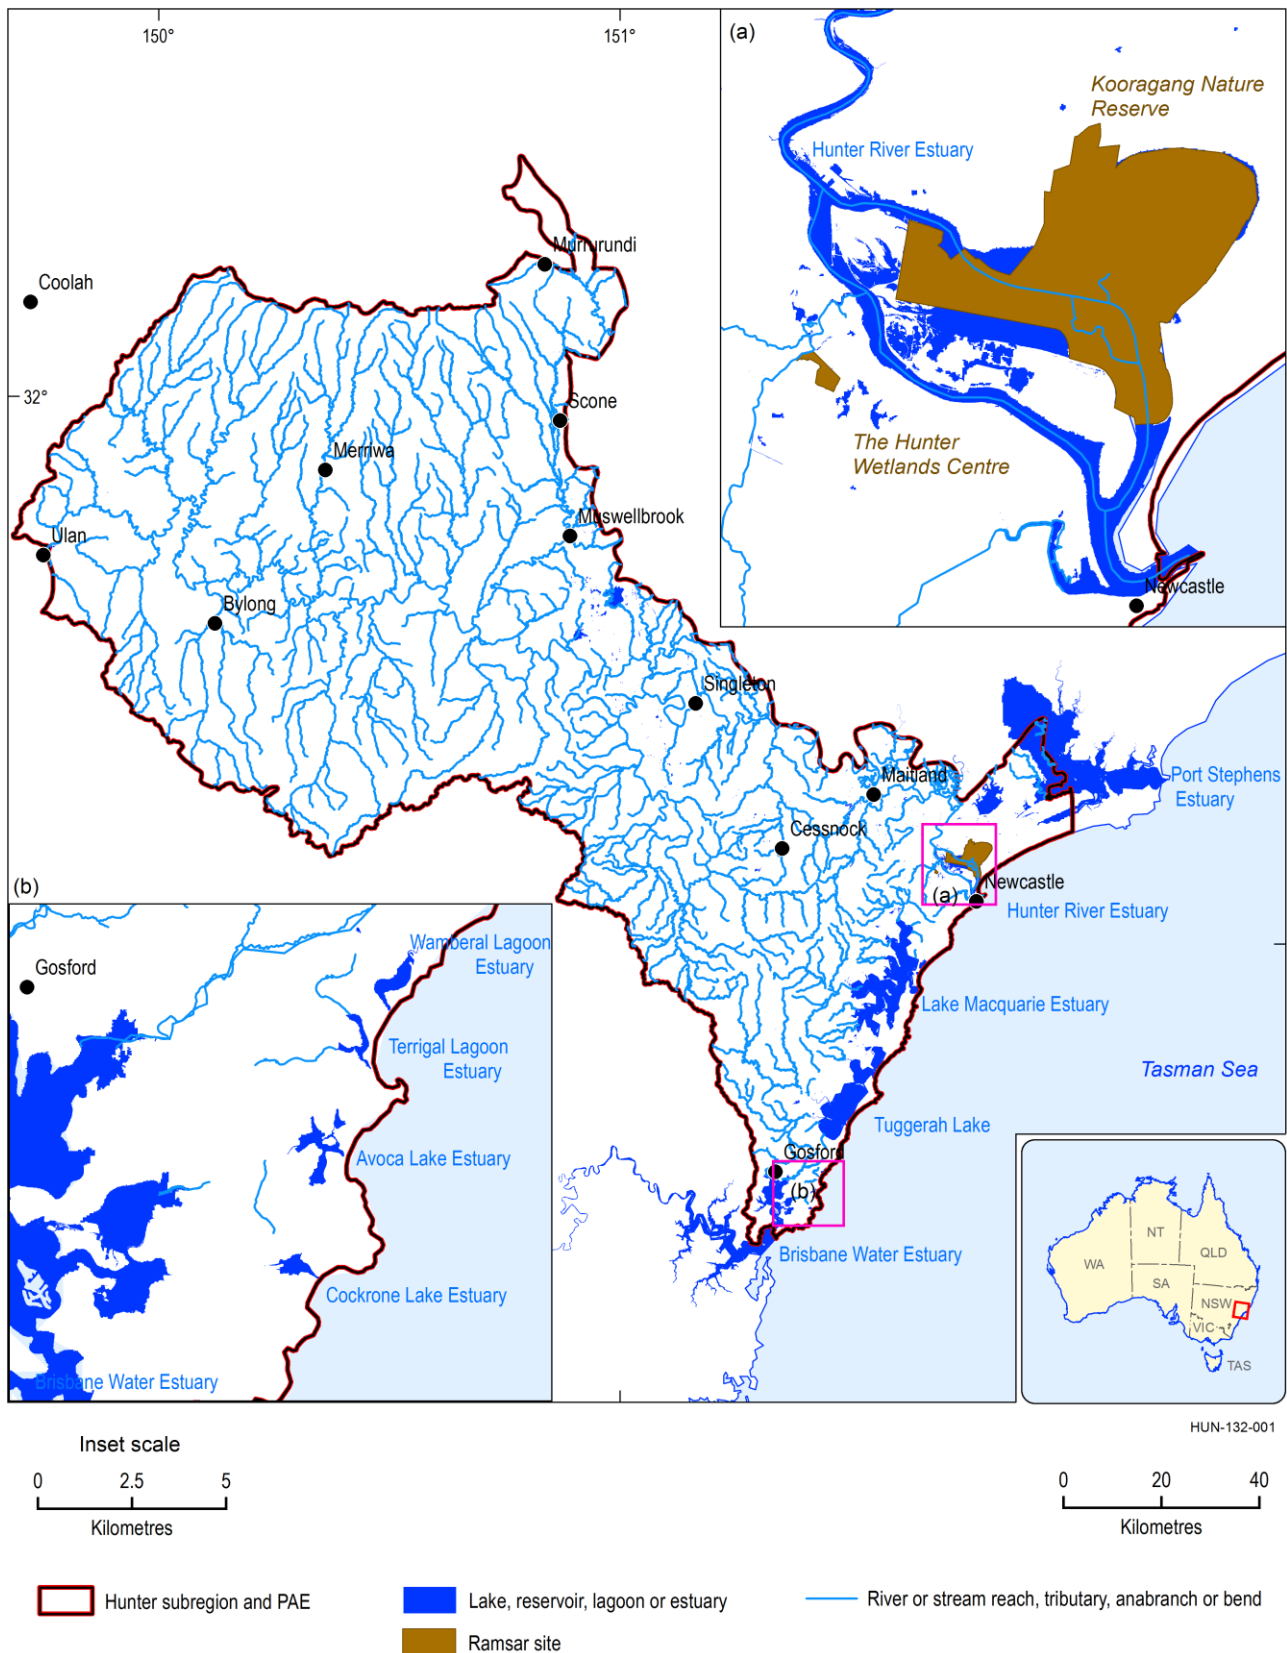 150°
151°
(a)
Kooragang Nature
Reserve
Hunter River Estuary
Murrurundi
Coolah
32°
Scone
Merriwa
The Hunter
Wetlands Centre
Muswellbrook
Ulan
Bylong
Newcastle
Singleton
Port Stephens
Estuary
Maitland
Cessnock
(b)
Newcastle
(a)
Hunter River Estuary
Wamberal Lagoon
Estuary
Gosford
Lake Macquarie Estuary
Terrigal Lagoon
Estuary
Tasman Sea
Tuggerah Lake
Avoca Lake Estuary
Gosford
(b)
Brisbane Water Estuary
Cockrone Lake Estuary
Brisbane Water Estuary
NT
WA
QLD
SA
NSW
VIC
TAS
HUN-132-001
Inset scale
0 2.5 5
Kilometres
0 20 40
Kilometres
Hunter subregion and PAE
Lake, reservoir, lagoon or estuary
River or stream reach, tributary, anabranch or bend
Ramsar site